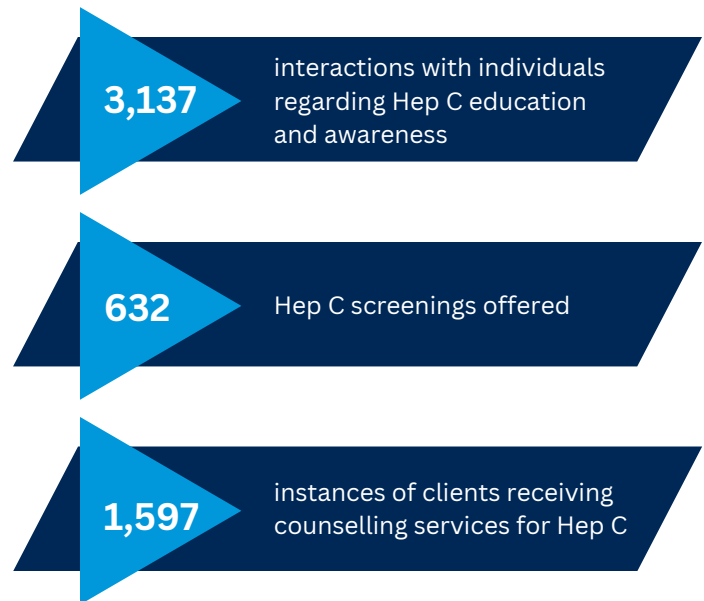 3,137
interactions with individuals
regarding Hep C education
and awareness
632
Hep C screenings offered
1,597
instances of clients receiving
counselling services for Hep C